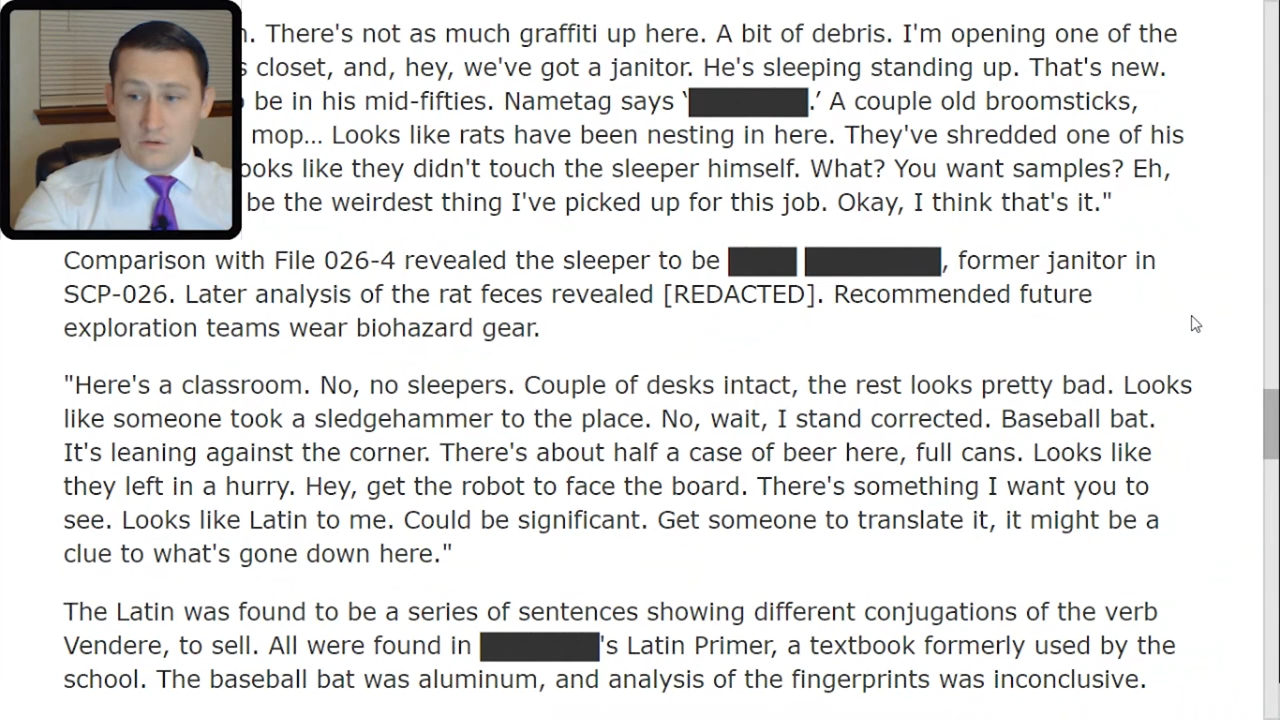 . There's not as much graffiti up here. A bit of debris. I'm opening one of the
closet, and, hey, we've got a janitor. He's sleeping standing up. That's new.
be in his mid-fifties. Nametag says ‘ .’ A couple old broomsticks,
mop... Looks like rats have been nesting in here. They've shredded one of his
ooks like they didn't touch the sleeper himself. What? You want samples? Eh,
be the weirdest thing I've picked up for this job. Okay, I think that's it."
Comparison with File 026-4 revealed the sleeper to be , former janitor in
SCP-026. Later analysis of the rat feces revealed [REDACTED]. Recommended future
exploration teams wear biohazard gear.
"Here's a classroom. No, no sleepers. Couple of desks intact, the rest looks pretty bad. Looks
like someone took a sledgehammer to the place. No, wait, I stand corrected. Baseball bat.
It's leaning against the corner. There's about half a case of beer here, full cans. Looks like
they left in a hurry. Hey, get the robot to face the board. There's something I want you to
see. Looks like Latin to me. Could be significant. Get someone to translate it, it might be a
clue to what's gone down here."
The Latin was found to be a series of sentences showing different conjugations of the verb
Vendere, to sell. All were found in 's Latin Primer, a textbook formerly used by the
school. The baseball bat was aluminum, and analysis of the fingerprints was inconclusive.